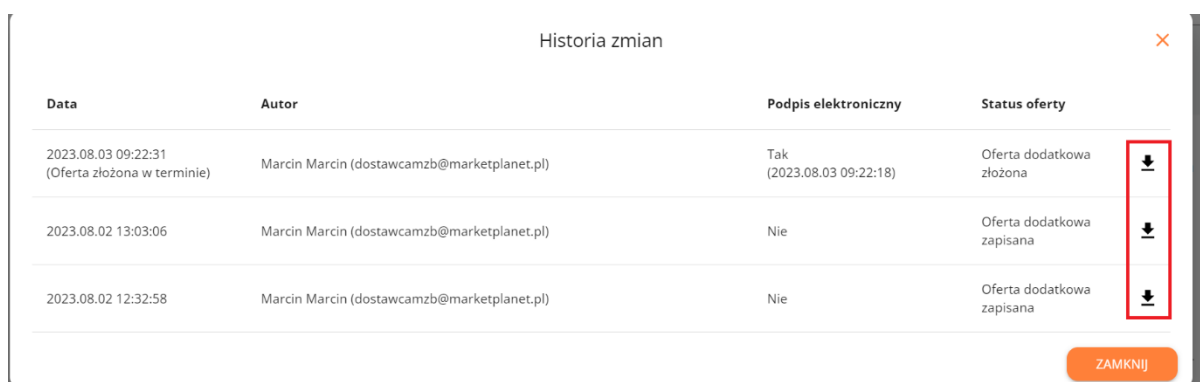 Historia zmian
Data Autor Podpis elektroniczny Status oferty
2023.08.03 09:22:31
(Oferta złożona w terminie)
Marcin Marcin (dostawcamzb@marketplanet.pl)
Tak
(2023.08.03 09:22:18)
Oferta dodatkowa
złożona
2023.08.02 13:03:06
Marcin Marcin (dostawcamzb@marketplanet.pl)
Nie
Oferta dodatkowa
zapisana
2023.08.02 12:32:58
Marcin Marcin (dostawcamzb@marketplanet.pl)
Nie
Oferta dodatkowa
zapisana
ZAMKNIJ